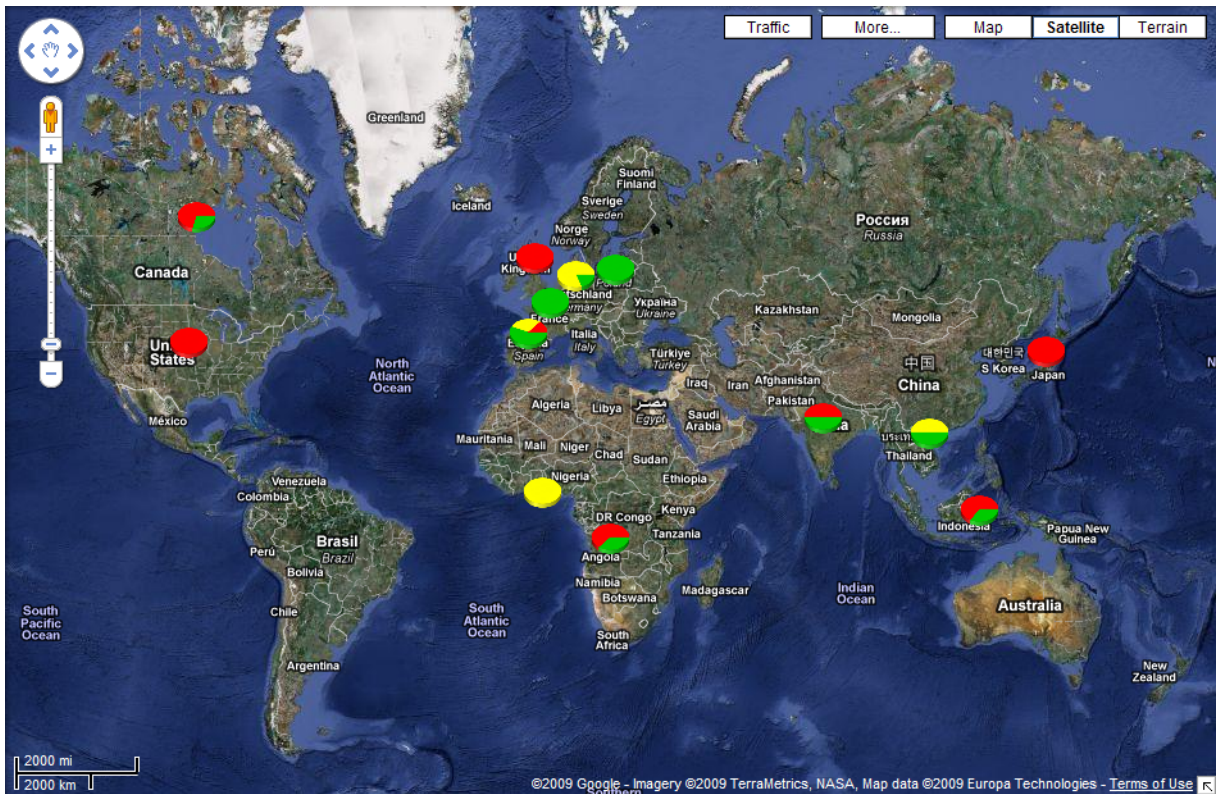 Traffic
More...
Map
Satellite
Terrain
Greenland
Iceland
Suomi
Finland
Sverige
Sweden
Norge
Norway
Россия
Russia
Canada
Poland
Україна
Ukraine
Kazakhstan
Mongolia
France
Italia
Italy
Spain
Türkiye
Turkey
North
Atlantic
Ocean
States
中国
China
대한민국
S Korea
Japan
Iraq
Iran
Afghanistan
Pakistan
México
Algeria
Libya
مصر
Egypt
Saudi
Arabia
Mauritania
Mali
Niger
Chad
Sudan
Thailand
Nigeria
Ethiopia
Venezuela
Colombia
DR Congo
Kenya
Tanzania
Indonesia
Papua New
Guinea
Brasil
Brazil
Perú
Bolivia
Angola
Namibia
Botswana
Madagascar
Indian
Ocean
Chile
South
Pacific
Ocean
South
Atlantic
Ocean
Australia
South
Africa
Argentina
New
Zealand
2000 mi
2000 km
©2009 Google - Imagery ©2009 TerraMetrics, NASA, Map data ©2009 Europa Technologies - Terms of Use